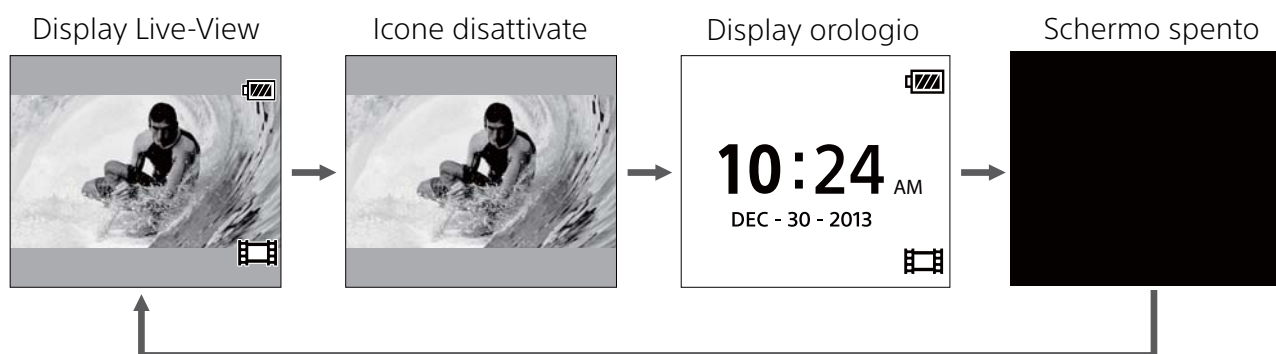 Display Live-View
Icone disattivate
Display orologio
Schermo spento
10:24 AM
DEC - 30 - 2013